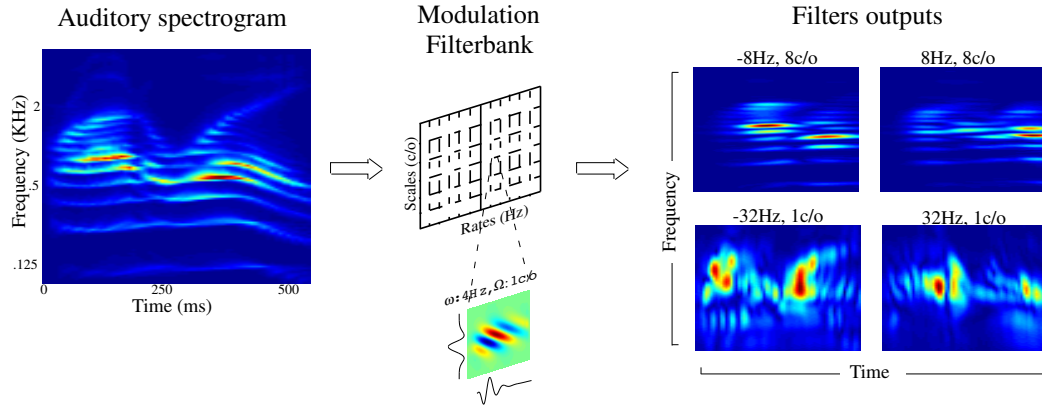 Auditory spectrogram
Modulation
Filterbank
Filters outputs
Frequency (KHz)
2
.5
.125
0
250
500
Time (ms)
Scales (c/o)
Rates (Hz)
ω:4Hz,Ω:1c/o
Frequency
-8Hz, 8c/o
8Hz, 8c/o
-32Hz, 1c/o
32Hz, 1c/o
Time